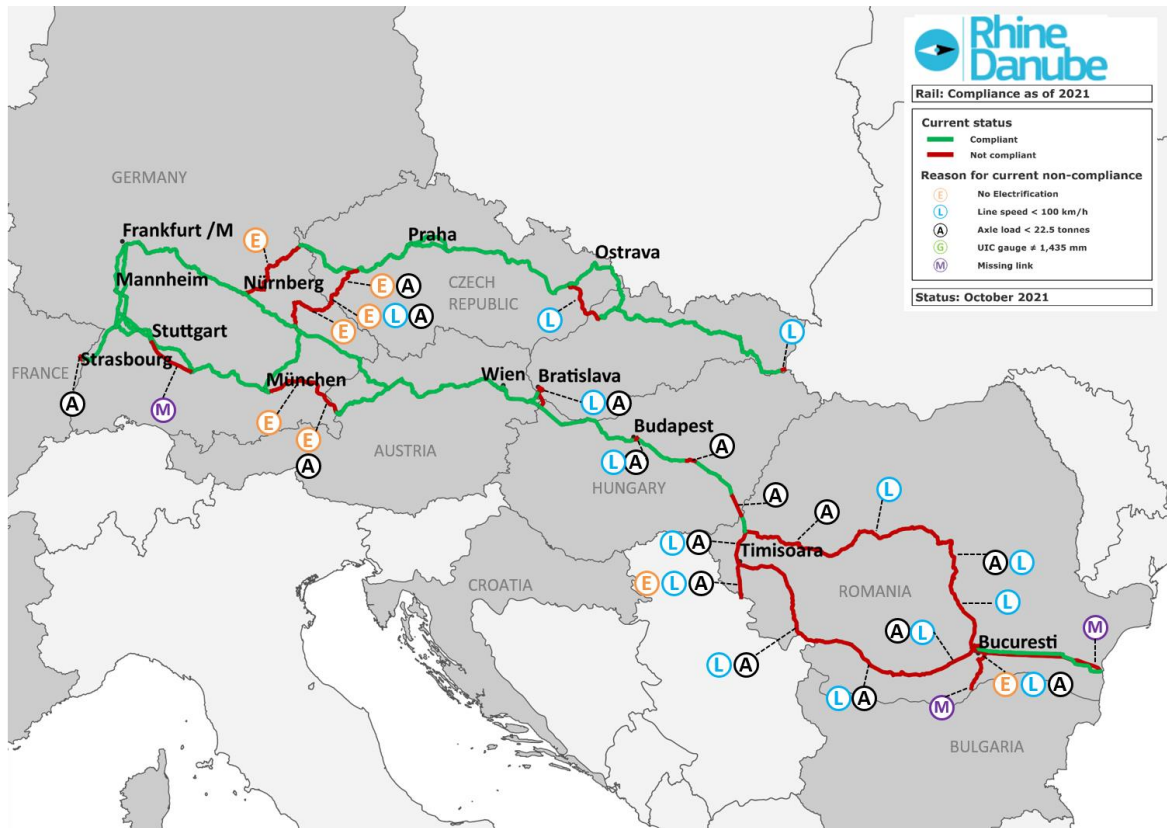 Rhine
Danube
Rail: Compliance as of 2021
Current status
Compliant
Not compliant
Reason for current non-compliance
E No Electrification
L Line speed < 100 km/h
A Axle load < 22.5 tonnes
G UIC gauge ≠ 1,435 mm
M Missing link
Status: October 2021
GERMANY
Frankfurt /M
E
Praha
Ostrava
Mannheim
Nürnberg
E A
CZECH
REPUBLIC
E L A
L
E
L
Stuttgart
Strasbourg
FRANCE
München
Wien
Bratislava
A
M
L A
E
Budapest
E
AUSTRIA
A
A
L A
HUNGARY
L
A
A
L A
Timisoara
A L
CROATIA
E L A
ROMANIA
L
A L
Bucuresti
M
L A
L A
M
E L A
BULGARIA